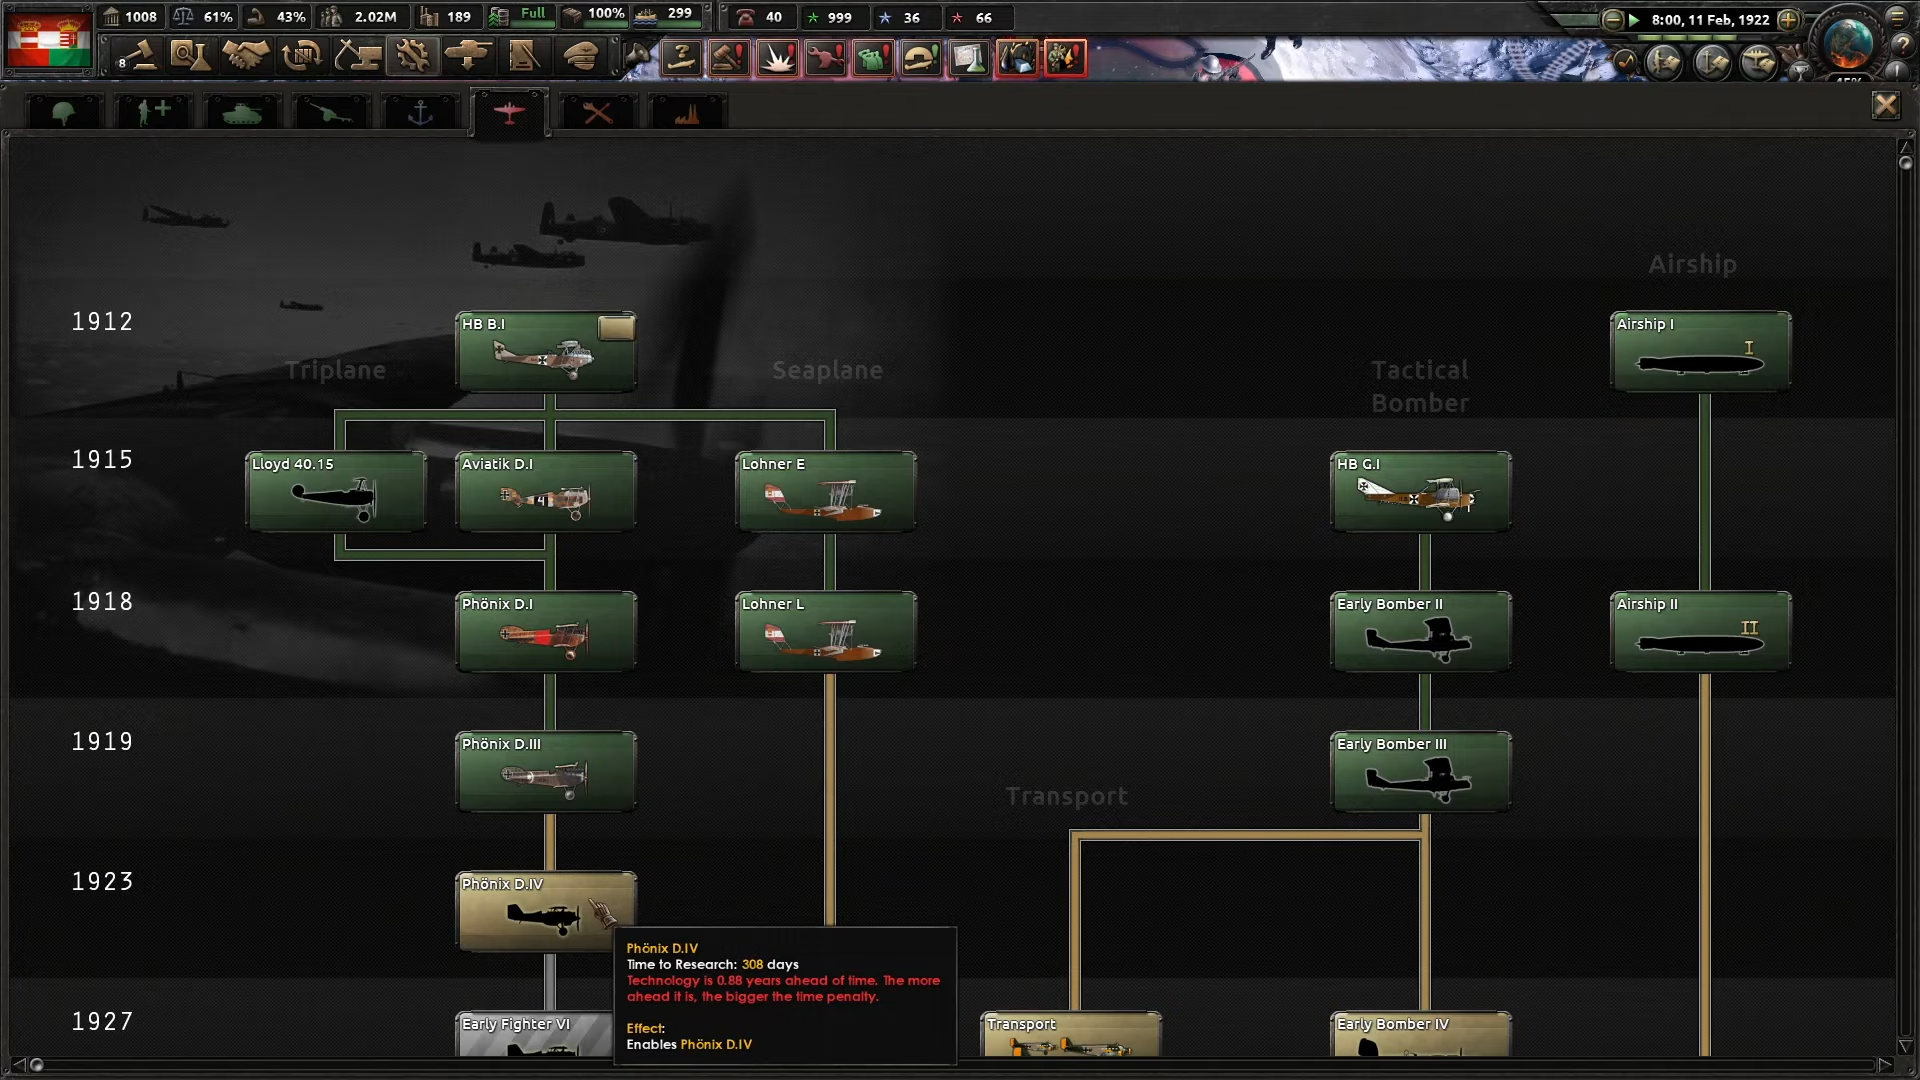 1008
61%
43%
2.02M
189
Full
100%
299
40
999
36
66
8:00, 11 Feb, 1922
8
45%
Airship
1912
HB B.I
Airship I
I
Triplane
Seaplane
Tactical
Bomber
1915
Lloyd 40.15
Aviatik D.I
Lohner E
HB G.I
1918
Phönix D.I
Lohner L
Early Bomber II
Airship II
II
1919
Phönix D.III
Early Bomber III
Transport
1923
Phönix D.IV
Phönix D.IV
Time to Research: 308 days
Technology is 0.88 years ahead of time. The more
ahead it is, the bigger the time penalty.
Effect:
Enables Phönix D.IV
1927
Early Fighter VI
Transport
Early Bomber IV